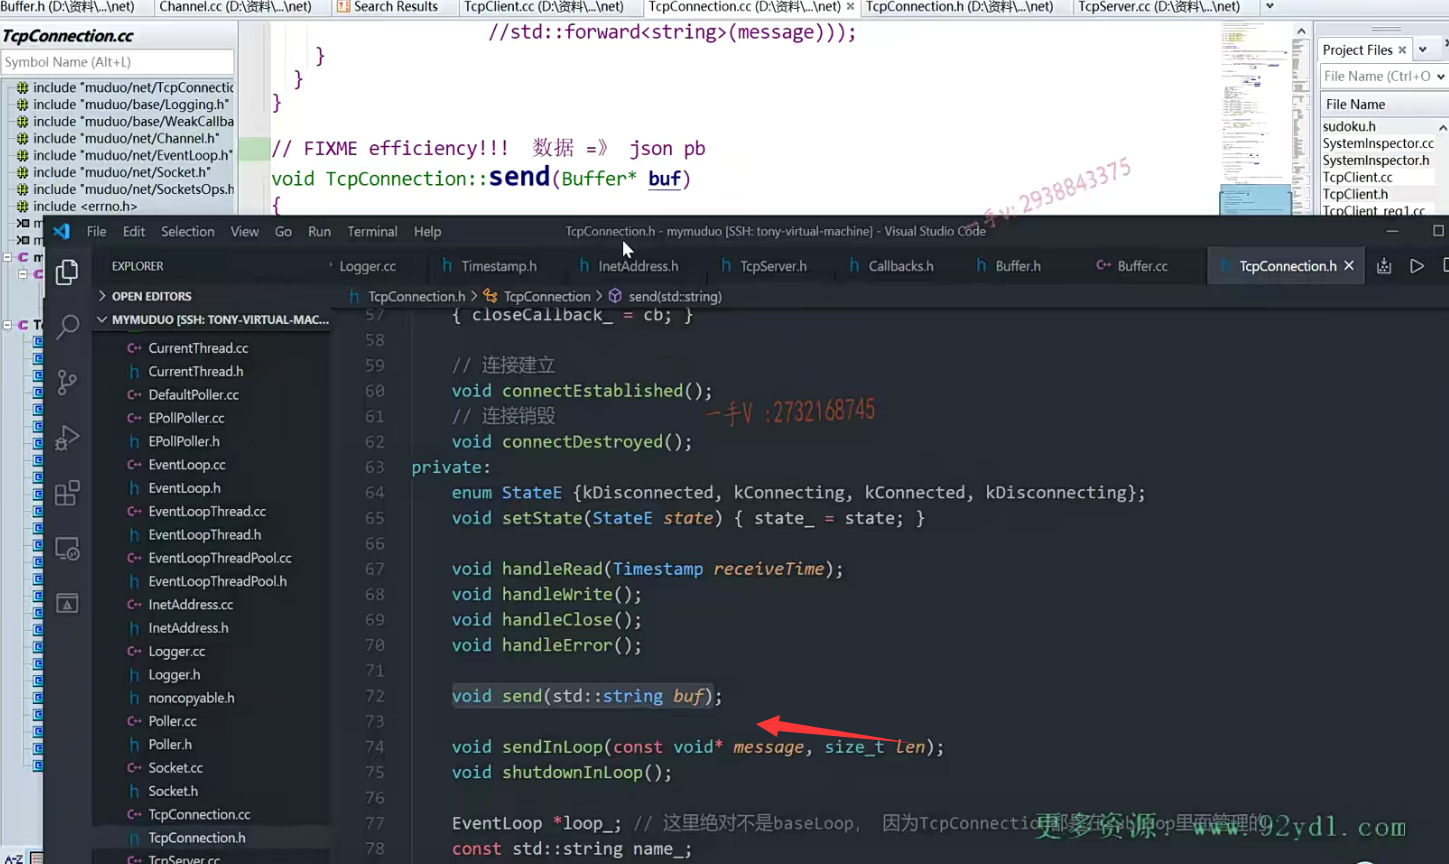 Buffer.h (D:\资料\...\net)
Channel.cc (D:\资料\...\net)
Search Results
TcpClient.cc (D:\资料\...\net)
TcpConnection.cc (D:\资料\...\net)
TcpConnection.h (D:\资料\...\net)
TcpServer.cc (D:\资料\...\net)
TcpConnection.cc
Symbol Name (Alt+L)
include "muduo/net/TcpConnectic
include "muduo/base/Logging.h"
include "muduo/base/WeakCallba
include "muduo/net/Channel.h"
include "muduo/net/EventLoop.h"
include "muduo/net/Socket.h"
include "muduo/net/SocketsOps.h
include <errno.h>
//std::forward<string>(message)));
}
}
}
// FIXME efficiency!!! 数据 =》 json pb
void TcpConnection::send(Buffer* buf)
{
一手v: 2938843375
Project Files
File Name (Ctrl+O
File Name
sudoku.h
SystemInspector.cc
SystemInspector.h
TcpClient.cc
TcpClient.h
TcpClient_reg1.cc
File Edit Selection View Go Run Terminal Help
TcpConnection.h - mymuduo [SSH: tony-virtual-machine] - Visual Studio Code
EXPLORER
Logger.cc
Timestamp.h
InetAddress.h
TcpServer.h
Callbacks.h
Buffer.h
Buffer.cc
TcpConnection.h
OPEN EDITORS
MYMUDUO [SSH: TONY-VIRTUAL-MAC...
CurrentThread.cc
CurrentThread.h
DefaultPoller.cc
EPollPoller.cc
EPollPoller.h
EventLoop.cc
EventLoop.h
EventLoopThread.cc
EventLoopThread.h
EventLoopThreadPool.cc
EventLoopThreadPool.h
InetAddress.cc
InetAddress.h
Logger.cc
Logger.h
noncopyable.h
Poller.cc
Poller.h
Socket.cc
Socket.h
TcpConnection.cc
TcpConnection.h
TcpServer.cc
TcpConnection.h > TcpConnection > send(std::string)
57 { closeCallback_ = cb; }
58
59 // 连接建立
60 void connectEstablished();
61 // 连接销毁
62 void connectDestroyed();
63 private:
64 enum StateE {kDisconnected, kConnecting, kConnected, kDisconnecting};
65 void setState(StateE state) { state_ = state; }
66
67 void handleRead(Timestamp receiveTime);
68 void handleWrite();
69 void handleClose();
70 void handleError();
71
72 void send(std::string buf);
73
74 void sendInLoop(const void* message, size_t len);
75 void shutdownInLoop();
76
77 EventLoop *loop_; // 这里绝对不是baseLoop， 因为TcpConnection都是在subLoop里面管理的
78 const std::string name_;
一手V :2732168745
更多资源：www.92ydl.com